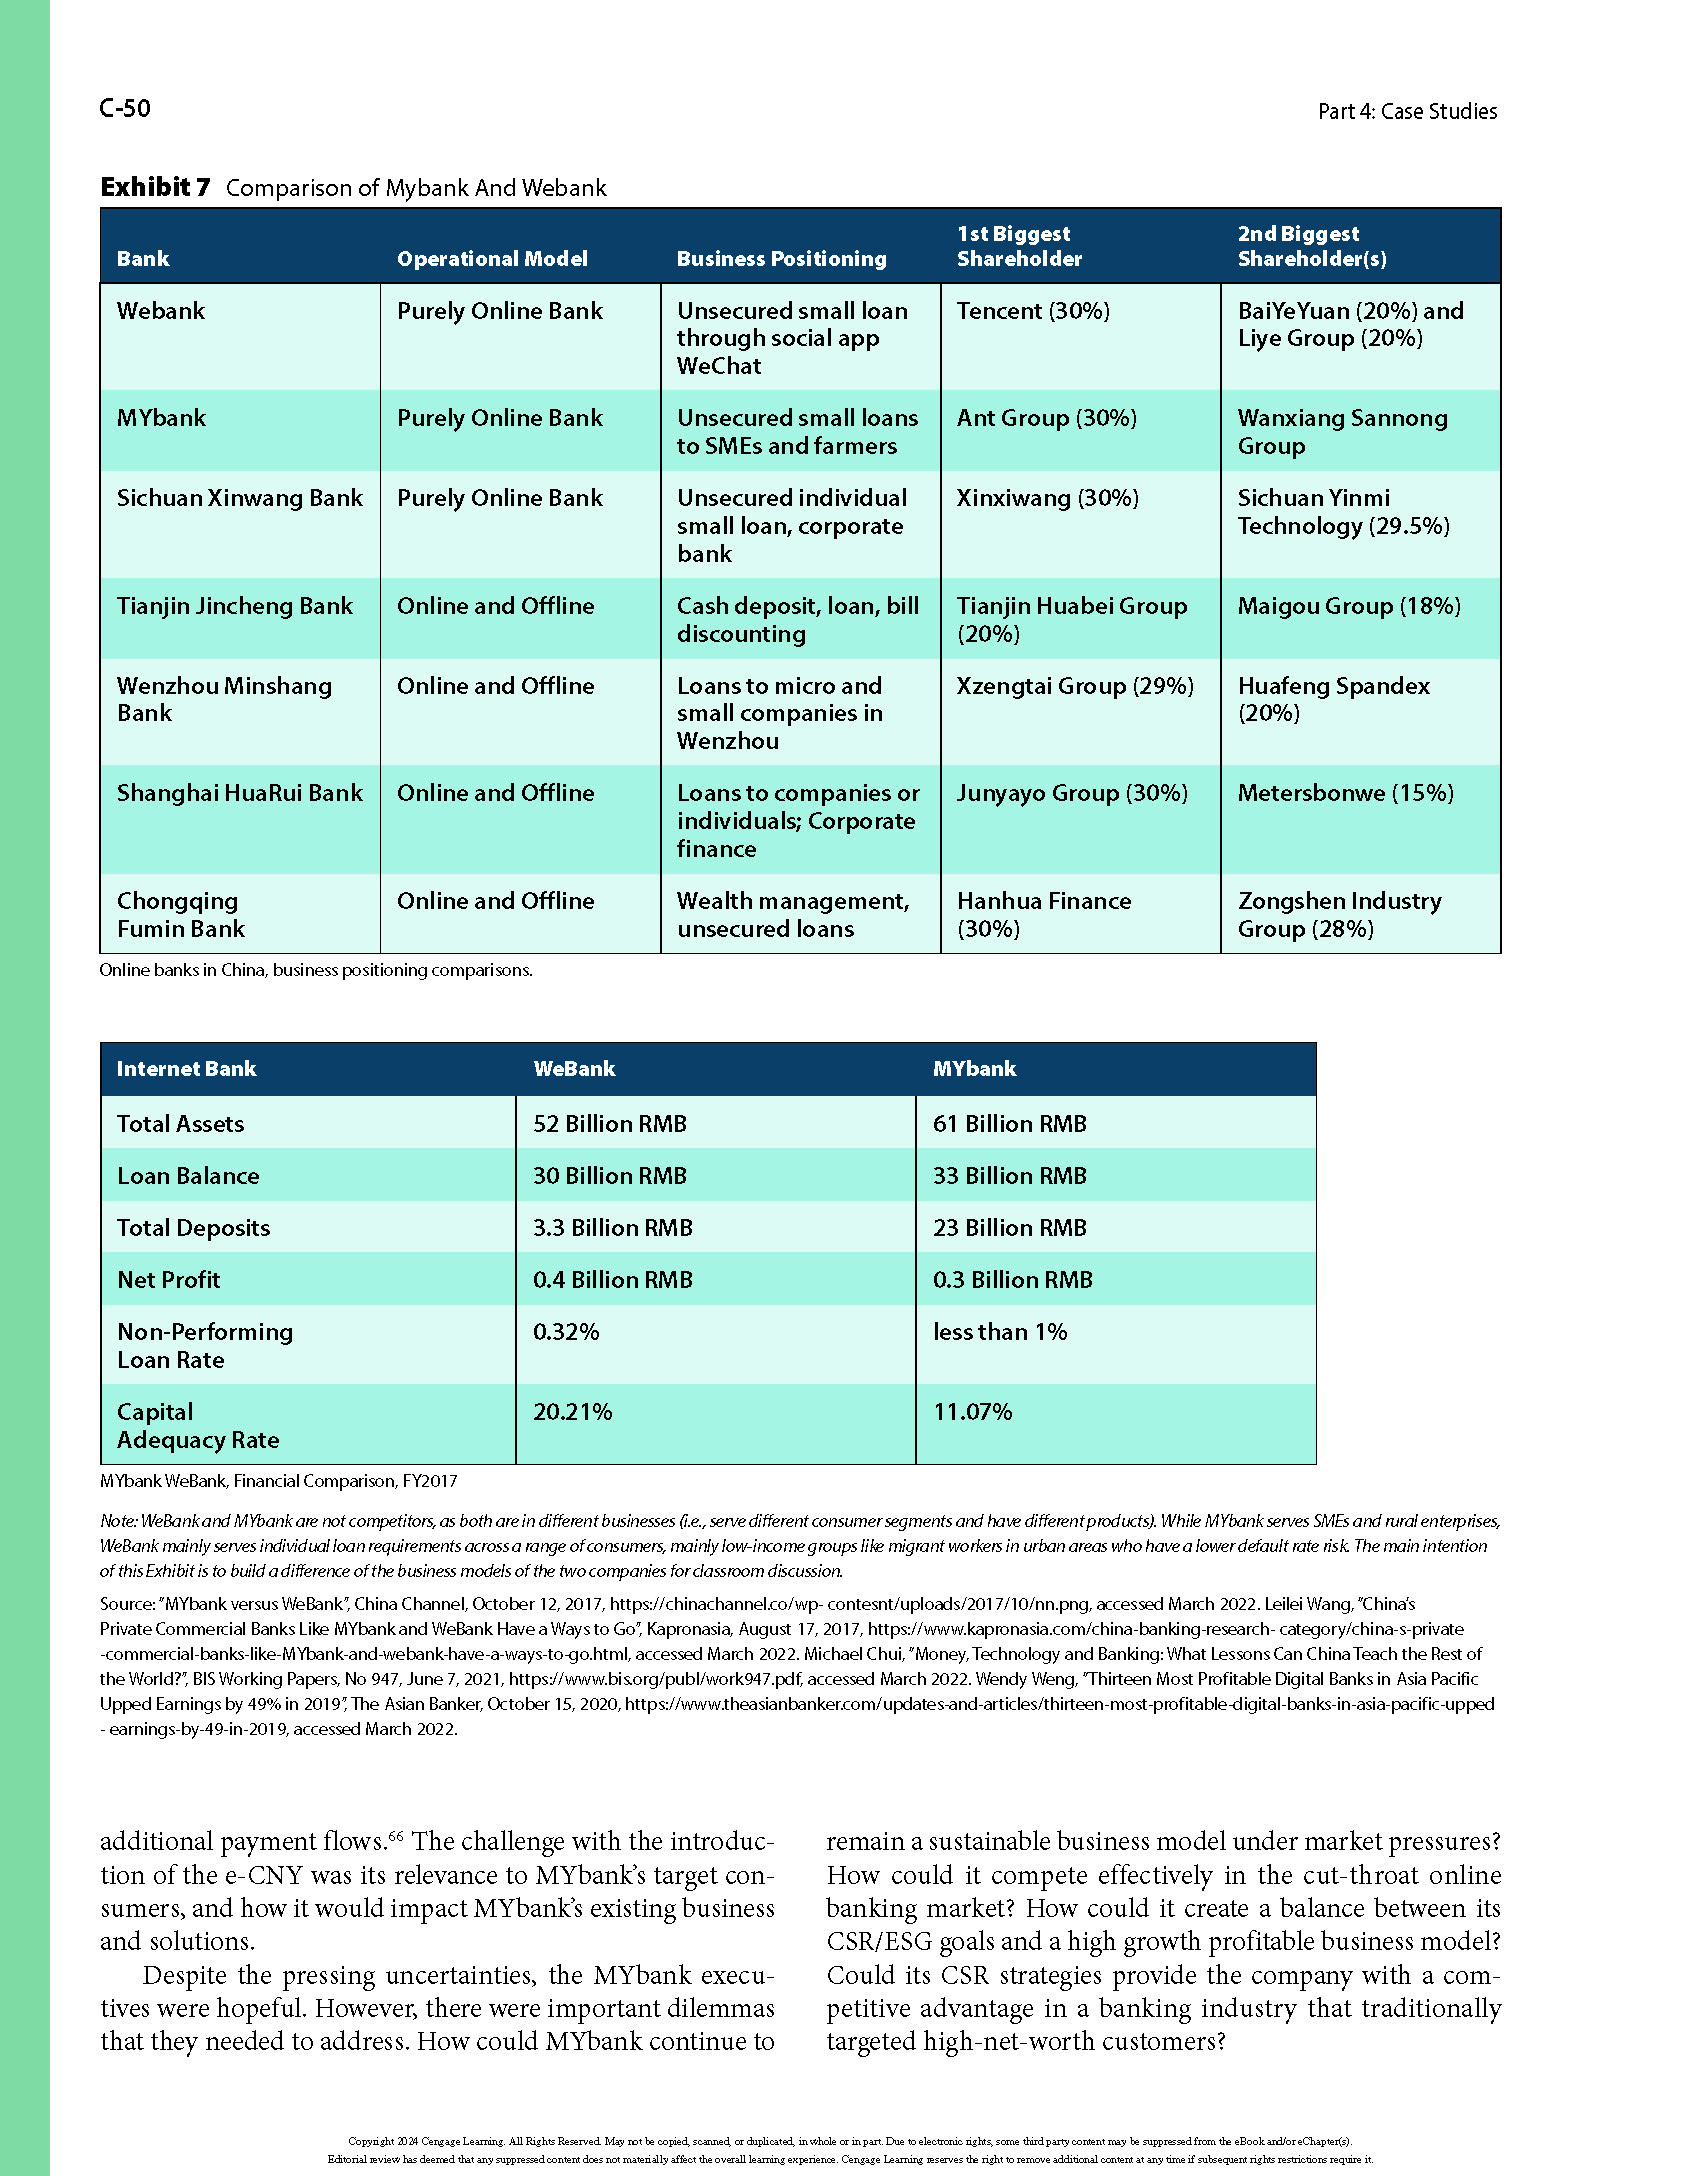 C-50
Part 4: Case Studies
Exhibit 7 Comparison of Mybank And Webank
Bank
Operational Model
Business Positioning
1st Biggest
Shareholder
2nd Biggest
Shareholder(s)
Webank
Purely Online Bank
Unsecured small loan
through social app
WeChat
Tencent (30%)
BaiYeYuan (20%) and
Liye Group (20%)
MYbank
Purely Online Bank
Unsecured small loans
to SMEs and farmers
Ant Group (30%)
Wanxiang Sannong
Group
Sichuan Xinwang Bank
Purely Online Bank
Unsecured individual
small loan, corporate
bank
Xinxiwang (30%)
Sichuan Yinmi
Technology (29.5%)
Tianjin Jincheng Bank
Online and Offline
Cash deposit, loan, bill
discounting
Tianjin Huabei Group
(20%)
Maigou Group (18%)
Wenzhou Minshang
Bank
Online and Offline
Loans to micro and
small companies in
Wenzhou
Xzengtai Group (29%)
Huafeng Spandex
(20%)
Shanghai HuaRui Bank
Online and Offline
Loans to companies or
individuals; Corporate
finance
Junyayo Group (30%)
Metersbonwe (15%)
Chongqing
Fumin Bank
Online and Offline
Wealth management,
unsecured loans
Hanhua Finance
(30%)
Zongshen Industry
Group (28%)
Online banks in China, business positioning comparisons.
Internet Bank
WeBank
MYbank
Total Assets
52 Billion RMB
61 Billion RMB
Loan Balance
30 Billion RMB
33 Billion RMB
Total Deposits
3.3 Billion RMB
23 Billion RMB
Net Profit
0.4 Billion RMB
0.3 Billion RMB
Non-Performing
Loan Rate
0.32%
less than 1%
Capital
Adequacy Rate
20.21%
11.07%
MYbank WeBank, Financial Comparison, FY2017
Note: WeBank and MYbank are not competitors, as both are in different businesses (i.e., serve different consumer segments and have different products). While MYbank serves SMEs and rural enterprises,
WeBank mainly serves individual loan requirements across a range of consumers, mainly low-income groups like migrant workers in urban areas who have a lower default rate risk. The main intention
of this Exhibit is to build a difference of the business models of the two companies for classroom discussion.
Source: "MYbank versus WeBank", China Channel, October 12, 2017, https://chinachannel.co/wp- contesnt/uploads/2017/10/nn.png, accessed March 2022. Leilei Wang, "China's
Private Commercial Banks Like MYbank and WeBank Have a Ways to Go", Kapronasia, August 17, 2017, https://www.kapronasia.com/china-banking-research- category/china-s-private
-commercial-banks-like-MYbank-and-webank-have-a-ways-to-go.html, accessed March 2022. Michael Chui, "Money, Technology and Banking: What Lessons Can China Teach the Rest of
the World?", BIS Working Papers, No 947, June 7, 2021, https://www.bis.org/publ/work947.pdf, accessed March 2022. Wendy Weng, "Thirteen Most Profitable Digital Banks in Asia Pacific
Upped Earnings by 49% in 2019", The Asian Banker, October 15, 2020, https://www.theasianbanker.com/updates-and-articles/thirteen-most-profitable-digital-banks-in-asia-pacific-upped
- earnings-by-49-in-2019, accessed March 2022.
additional payment flows.66 The challenge with the introduc-
tion of the e-CNY was its relevance to MYbank's target con-
sumers, and how it would impact MYbank's existing business
and solutions.
Despite the pressing uncertainties, the MYbank execu-
tives were hopeful. However, there were important dilemmas
that they needed to address. How could MYbank continue to
remain a sustainable business model under market pressures?
How could it compete effectively in the cut-throat online
banking market? How could it create a balance between its
CSR/ESG goals and a high growth profitable business model?
Could its CSR strategies provide the company with a com-
petitive advantage in a banking industry that traditionally
targeted high-net-worth customers?
Copyright 2024 Cengage Learning. All Rights Reserved. May not be copied, scanned, or duplicated, in whole or in part. Due to electronic rights, some third party content may be suppressed from the eBook and/or eChapter(s).
Editorial review has deemed that any suppressed content does not materially affect the overall learning experience. Cengage Learning reserves the right to remove additional content at any time if subsequent rights restrictions require it.